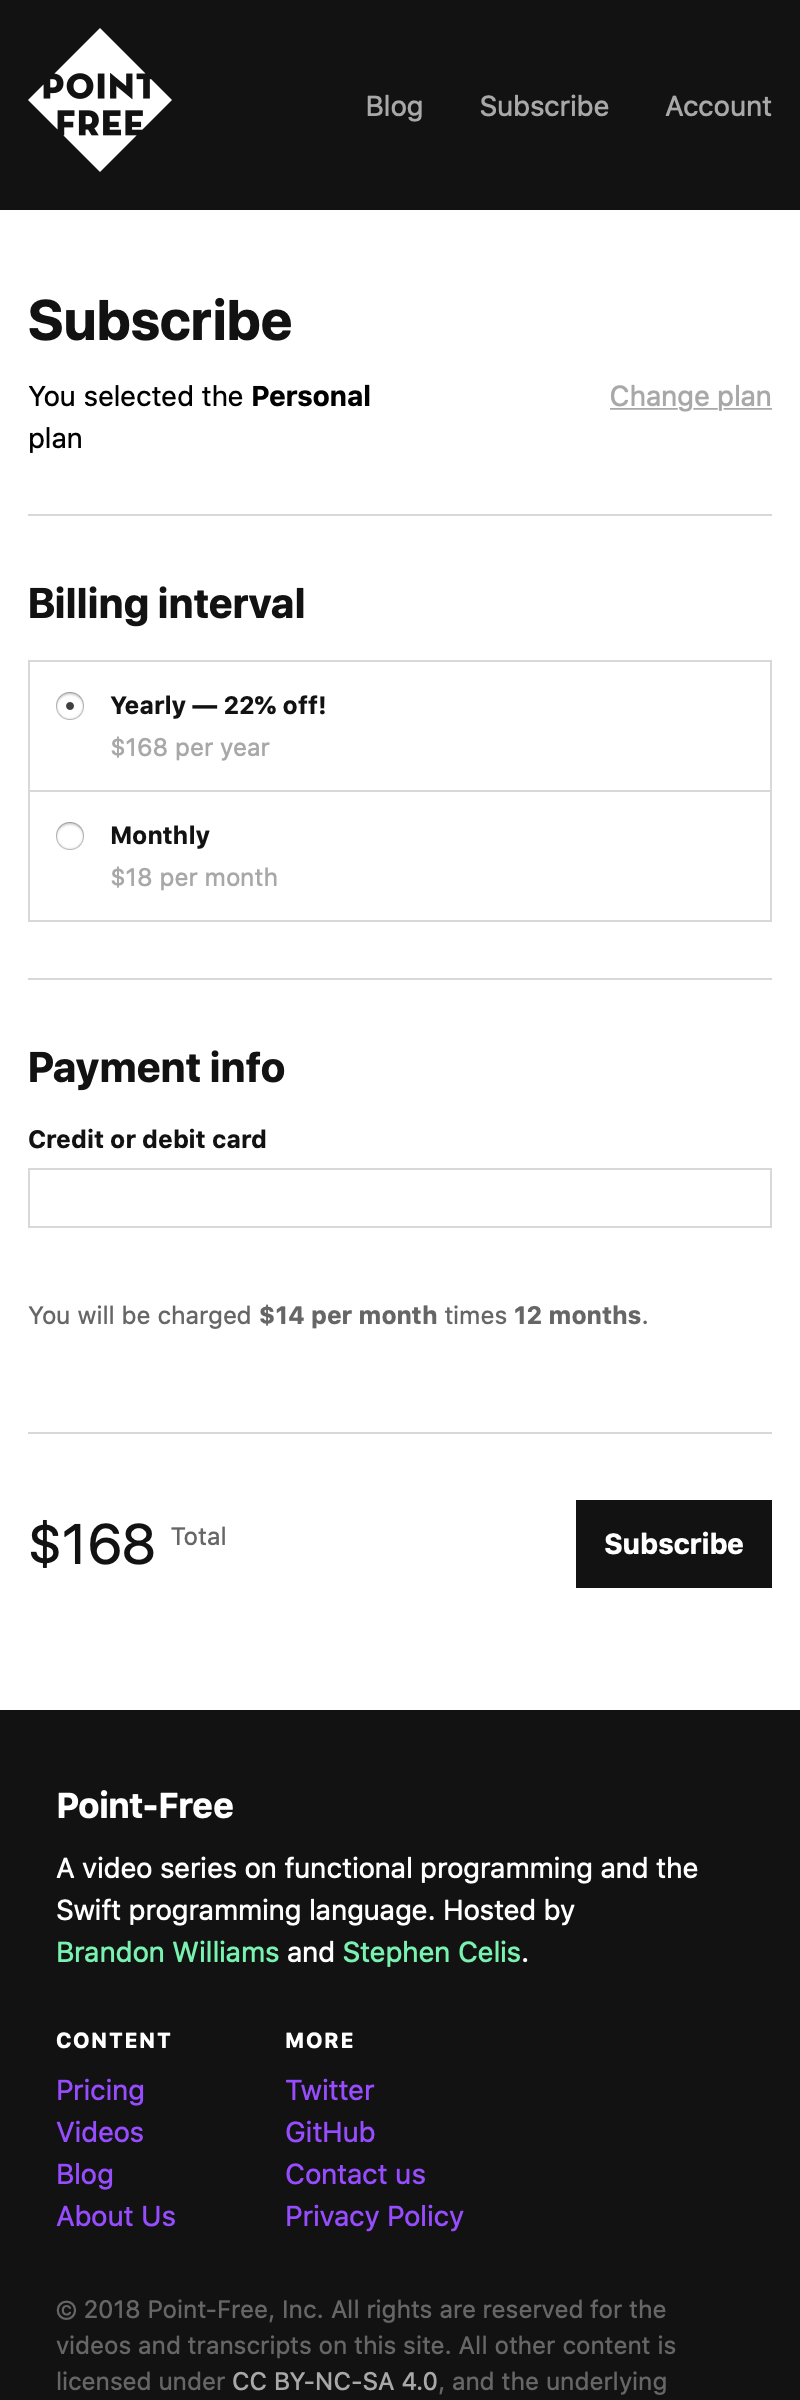 POINT
FREE
Blog Subscribe Account
Subscribe
You selected the Personal
plan
Change plan
Billing interval
Yearly — 22% off!
$168 per year
Monthly
$18 per month
Payment info
Credit or debit card
You will be charged $14 per month times 12 months.
$168 Total
Subscribe
Point-Free
A video series on functional programming and the
Swift programming language. Hosted by
Brandon Williams and Stephen Celis.
CONTENT
Pricing
Videos
Blog
About Us
MORE
Twitter
GitHub
Contact us
Privacy Policy
© 2018 Point-Free, Inc. All rights are reserved for the
videos and transcripts on this site. All other content is
licensed under CC BY-NC-SA 4.0, and the underlying